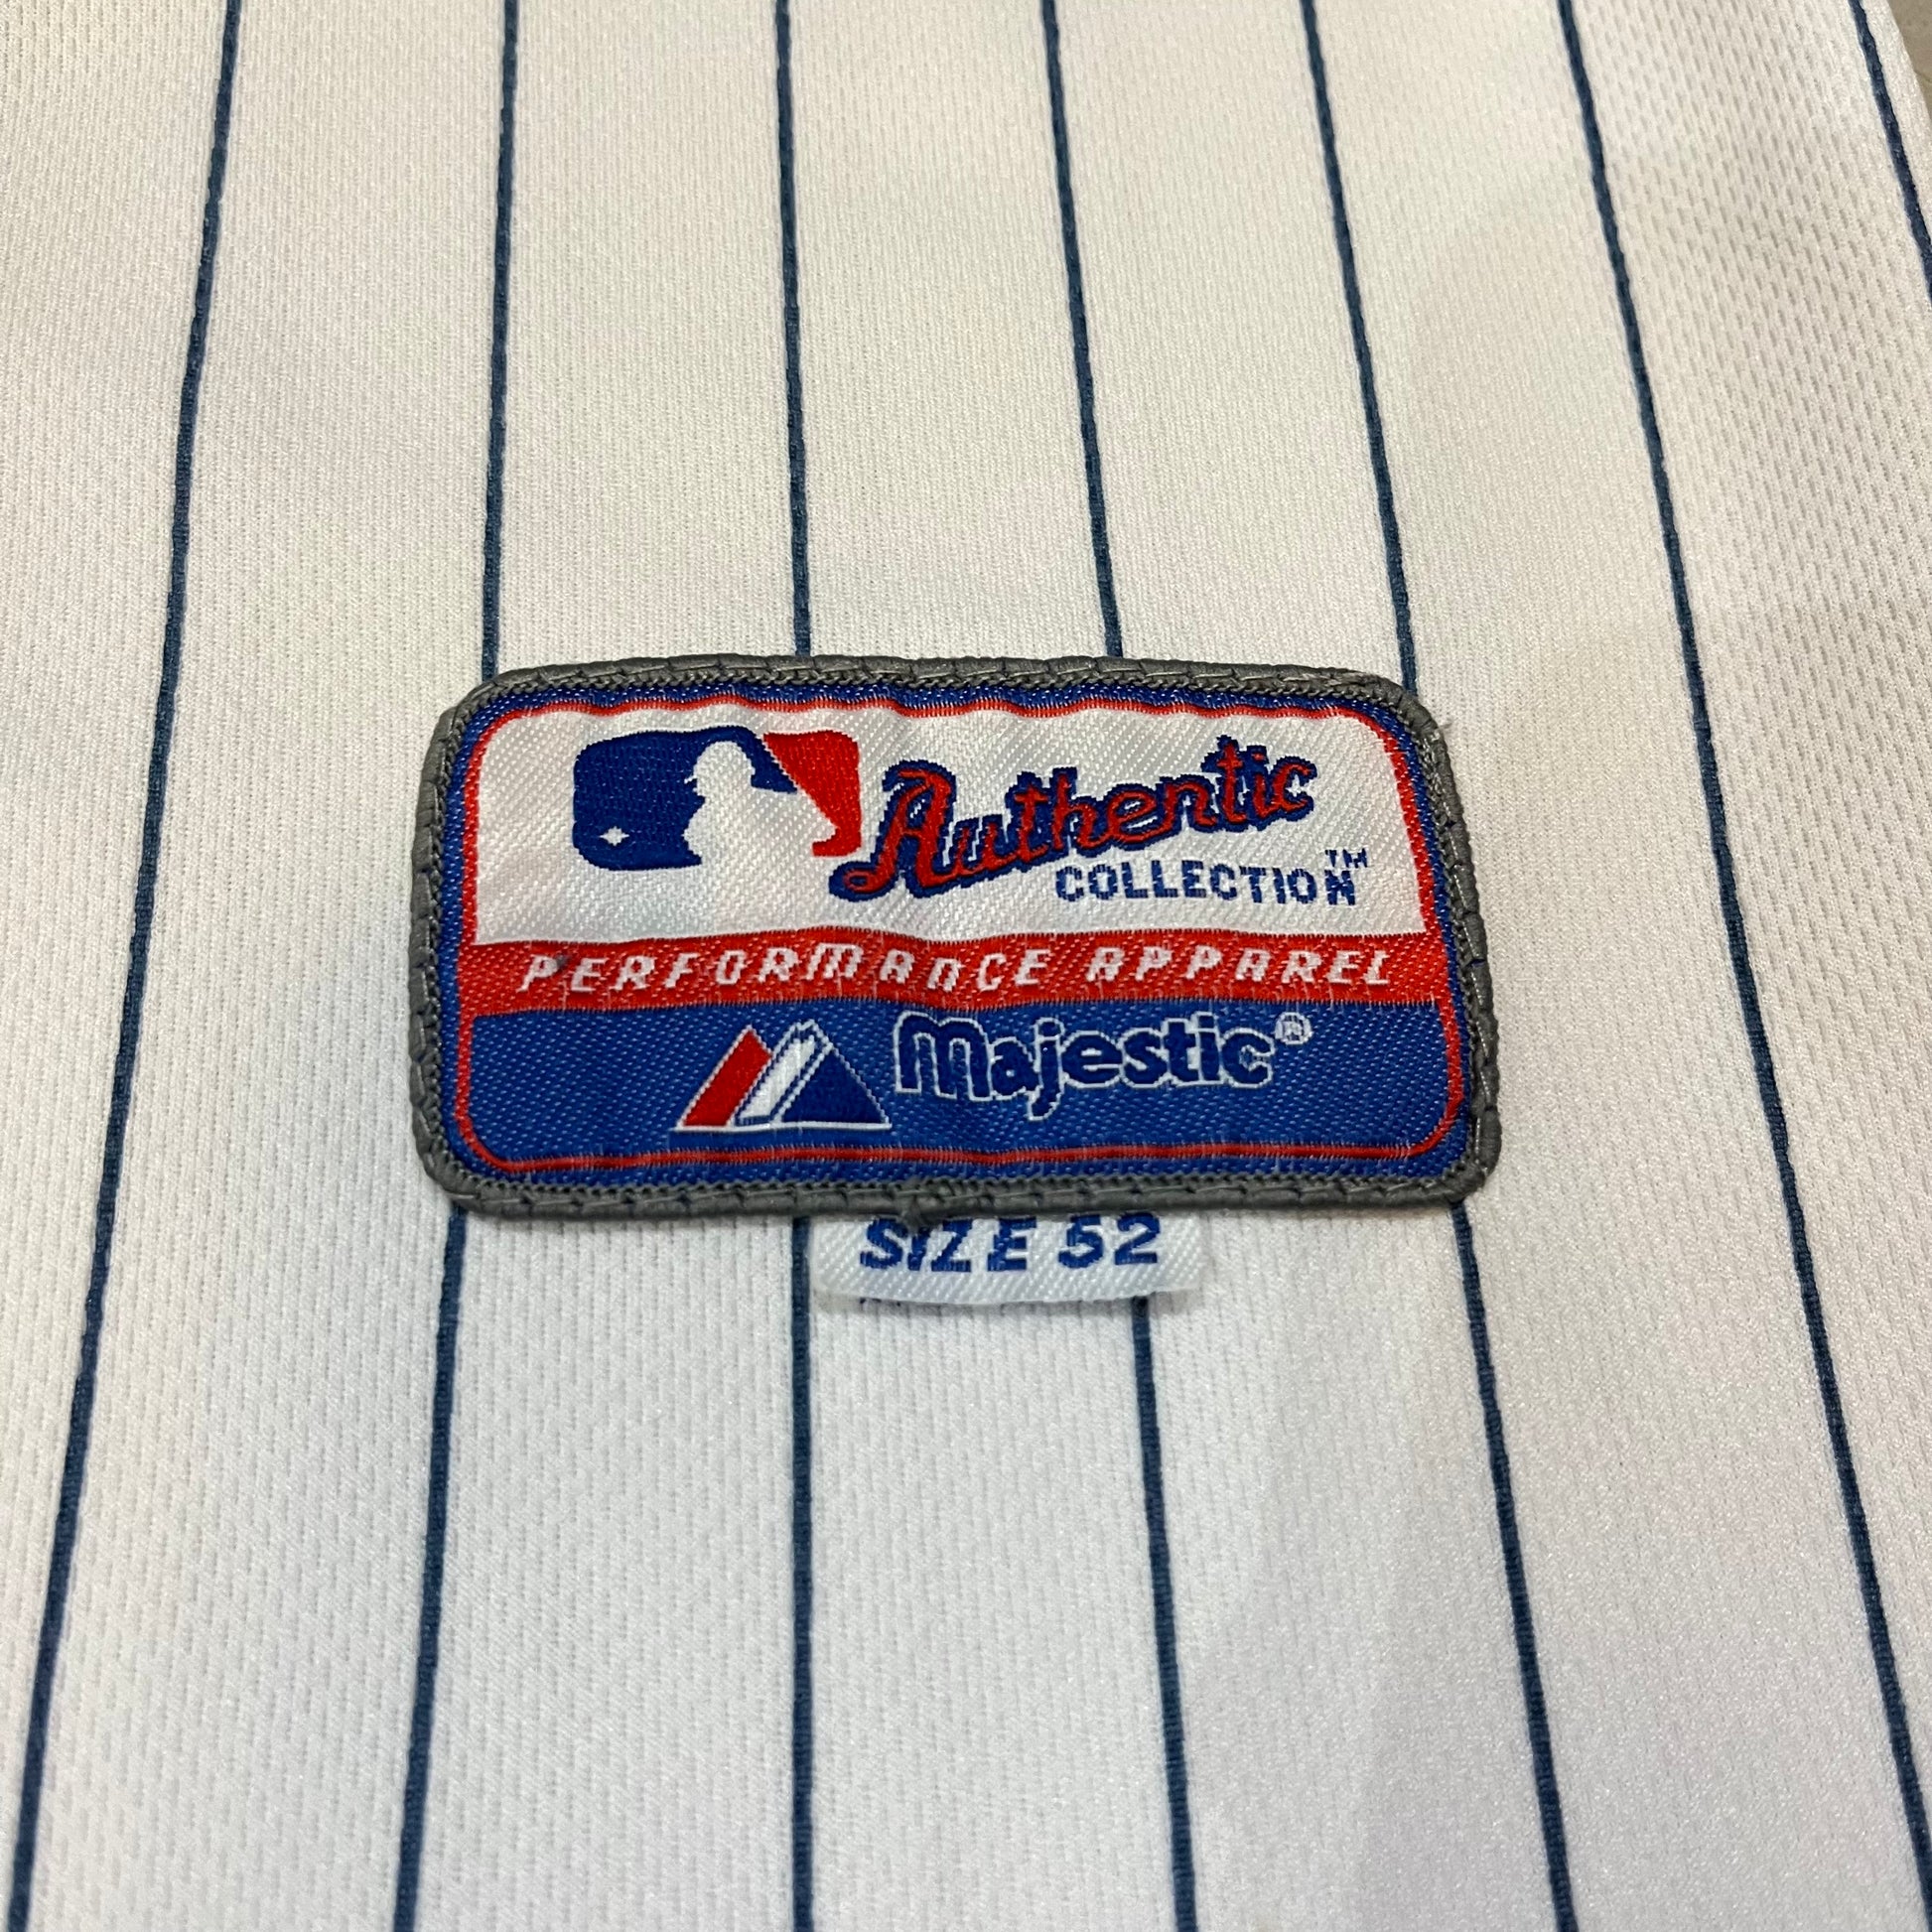 Authentic
COLLECTION™
PERFORMANCE APPAREL
Majestic®
SIZE 52